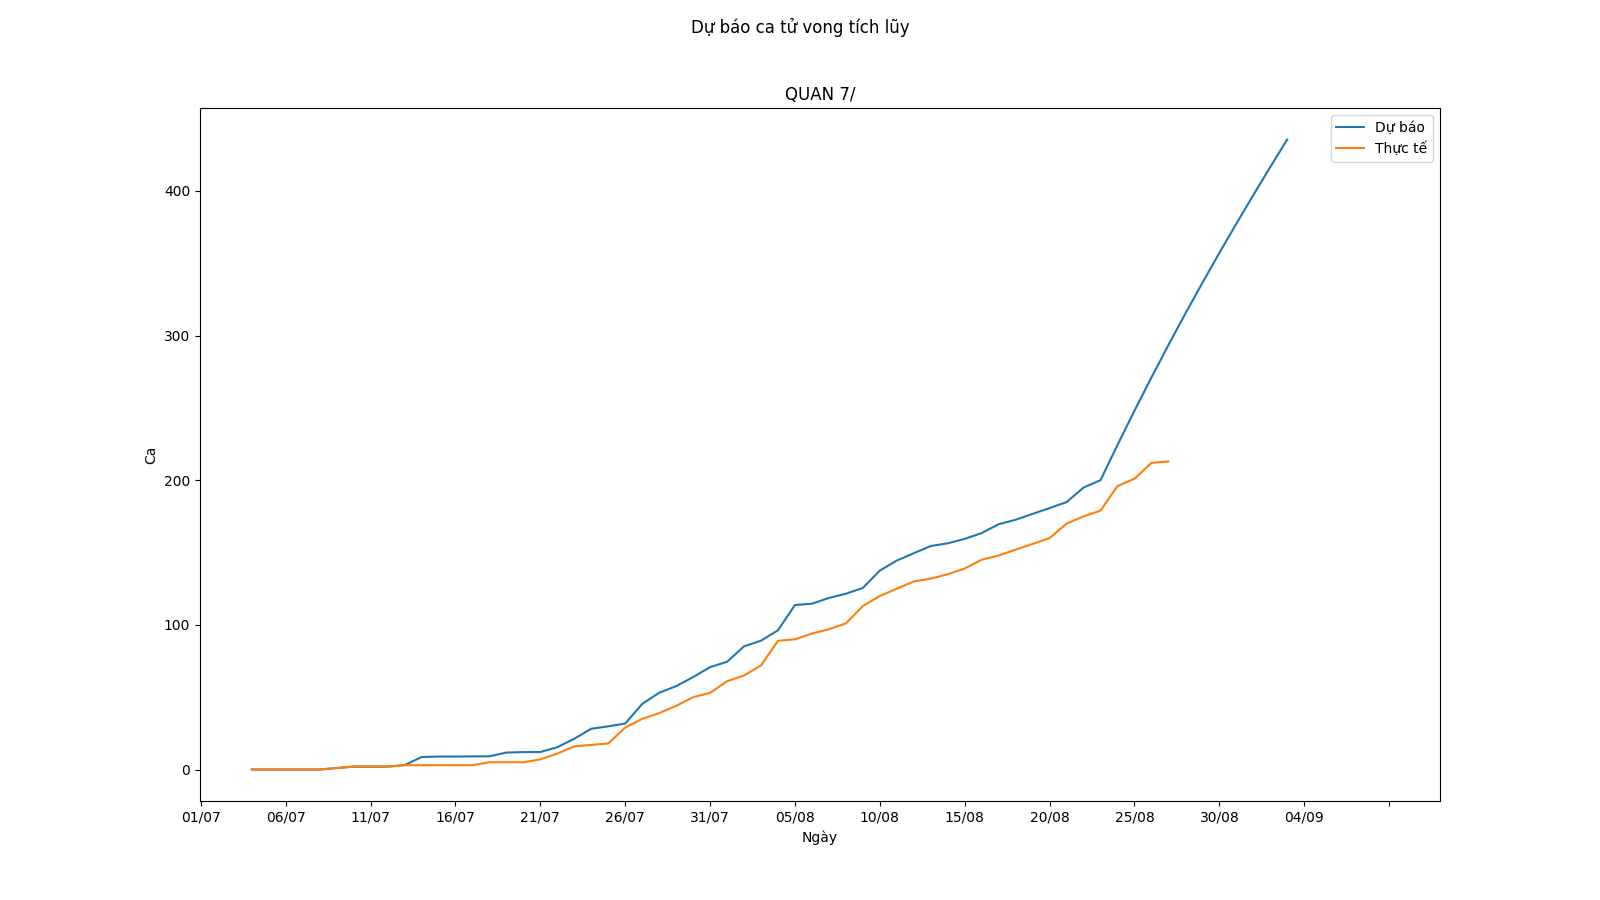 Dự báo ca tử vong tích lũy
QUAN 7/
Dự báo
Thực tế
400
300
200
100
0
Ca
01/07 06/07 11/07 16/07 21/07 26/07 31/07 05/08 10/08 15/08 20/08 25/08 30/08 04/09
Ngày